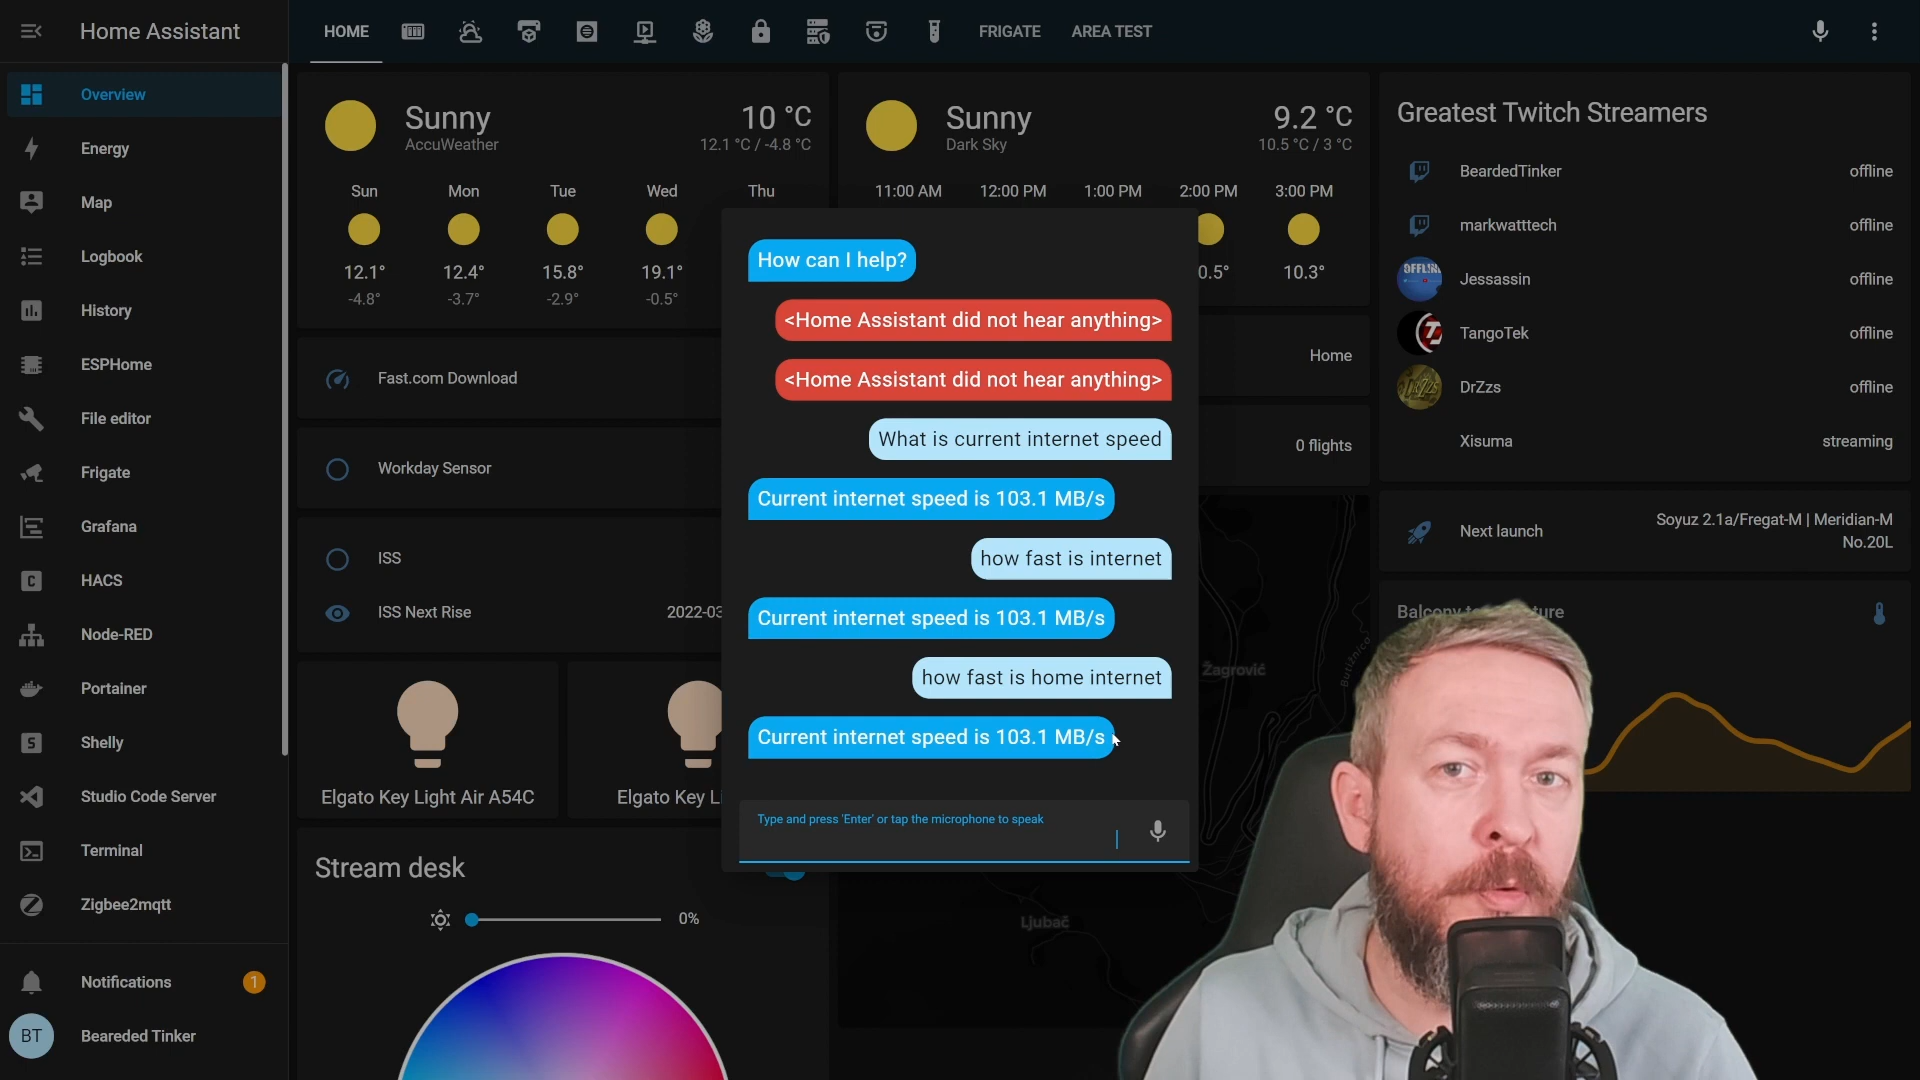 Home Assistant
HOME
FRIGATE
AREA TEST
Overview
Energy
Map
Logbook
History
ESPHome
File editor
Frigate
Grafana
HACS
Node-RED
Portainer
Shelly
Studio Code Server
Terminal
Zigbee2mqtt
Notifications
1
BT
Beareded Tinker
Sunny
10 °C
AccuWeather
12.1 °C / -4.8 °C
Sun Mon Tue Wed Thu
12.1° 12.4° 15.8° 19.1°
-4.8° -3.7° -2.9° -0.5°
Sunny
9.2 °C
Dark Sky
10.5 °C / 3 °C
11:00 AM 12:00 PM 1:00 PM 2:00 PM 3:00 PM
0.5° 10.3°
Fast.com Download
Workday Sensor
ISS
ISS Next Rise
2022-03
Elgato Key Light Air A54C
Elgato Key Li
Stream desk
0%
Home
0 flights
How can I help?
<Home Assistant did not hear anything>
<Home Assistant did not hear anything>
What is current internet speed
Current internet speed is 103.1 MB/s
how fast is internet
Current internet speed is 103.1 MB/s
how fast is home internet
Current internet speed is 103.1 MB/s
Type and press 'Enter' or tap the microphone to speak
Žagrović
Butižnica
Ljubač
Greatest Twitch Streamers
BeardedTinker offline
markwatttech offline
OFFLINE
Jessassin offline
TangoTek offline
DrZzs offline
Xisuma streaming
Next launch
Soyuz 2.1a/Fregat-M | Meridian-M
No.20L
Balcony